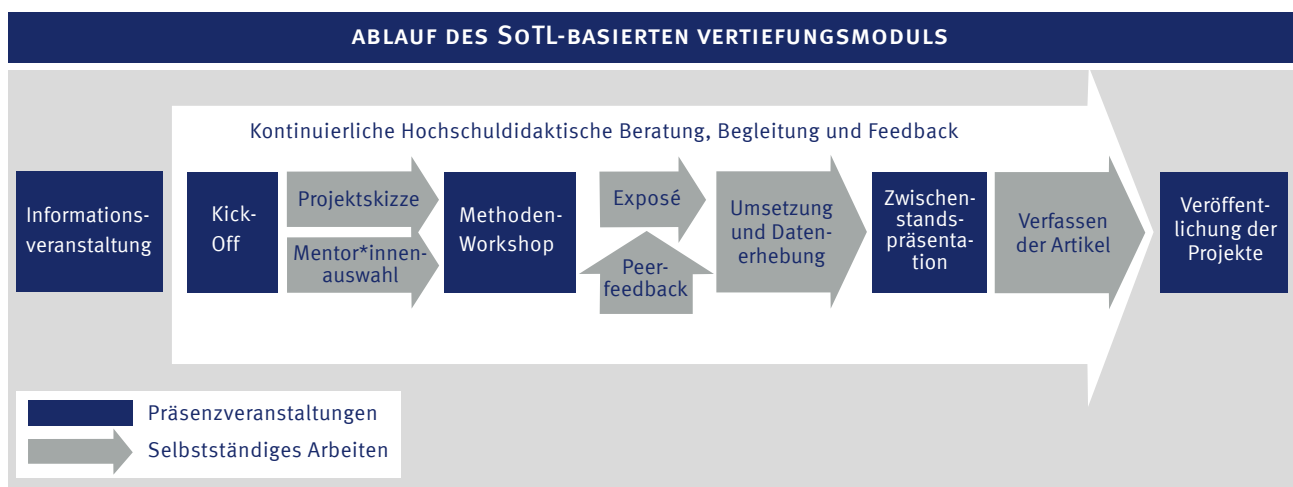 ABLAUF DES SOTL-BASIERTEN VERTIEFUNGSMODULS
Kontinuierliche Hochschuldidaktische Beratung, Begleitung und Feedback
Informations-
veranstaltung
Kick-
Off
Projektskizze
Mentor*innen-
auswahl
Methoden-
Workshop
Exposé
Peer-
feedback
Umsetzung
und Daten-
erhebung
Zwischen-
stands-
präsenta-
tion
Verfassen
der Artikel
Veröffent-
lichung der
Projekte
Präsenzveranstaltungen
Selbstständiges Arbeiten